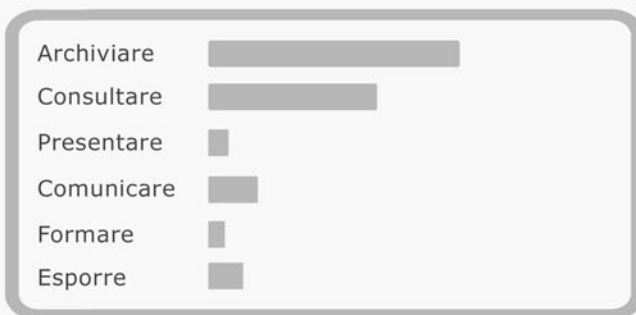 Archiviare
Consultare
Presentare
Comunicare
Formare
Esporre